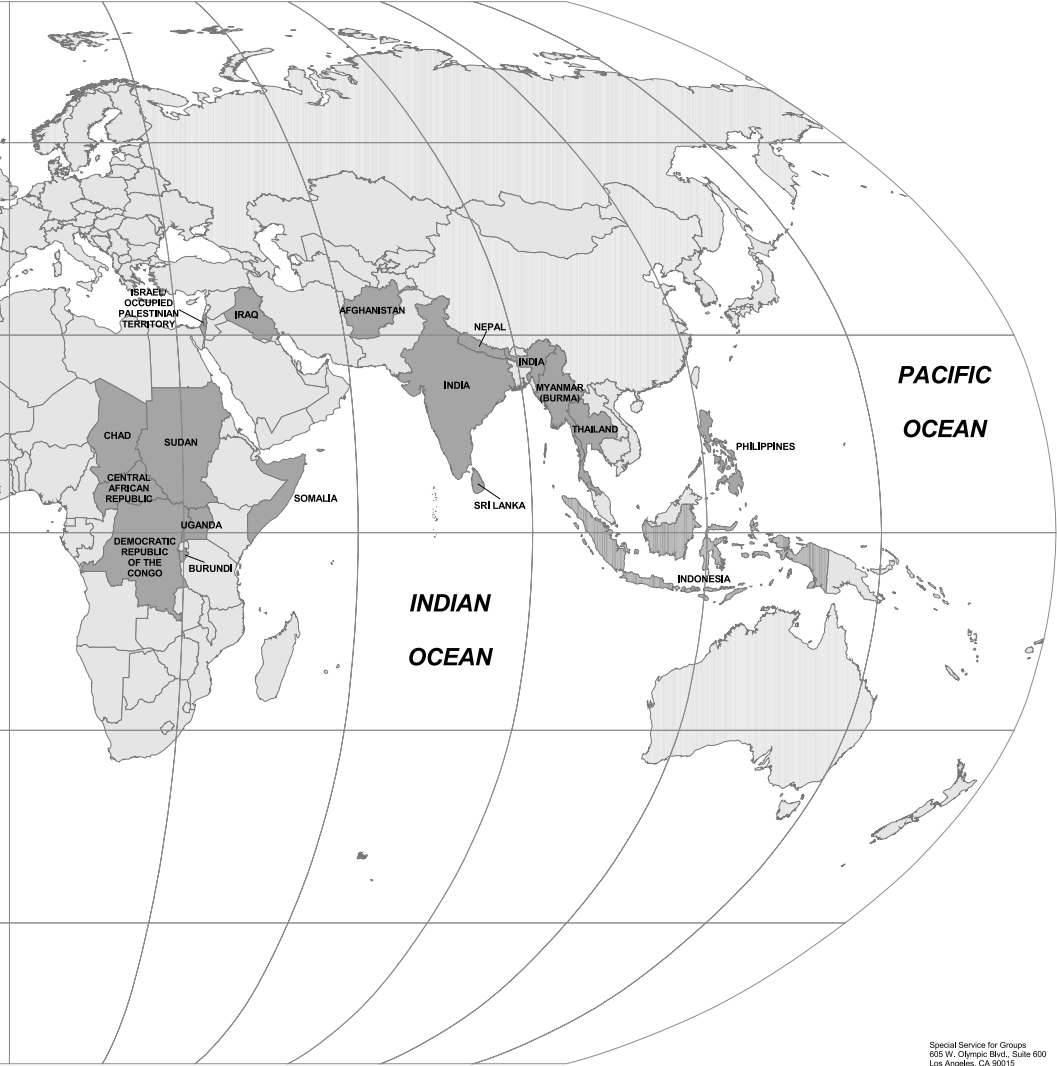 ISRAEL/
OCCUPIED
PALESTINIAN
TERRITORY
IRAQ
AFGHANISTAN
NEPAL
INDIA
INDIA
MYANMAR
(BURMA)
THAILAND
PHILIPPINES
PACIFIC
OCEAN
CHAD
SUDAN
CENTRAL
AFRICAN
REPUBLIC
SOMALIA
SRI LANKA
UGANDA
DEMOCRATIC
REPUBLIC
OF THE
CONGO
BURUNDI
INDONESIA
INDIAN
OCEAN
Special Service for Groups
605 W. Olympic Blvd., Suite 600
Los Angeles, CA 90015